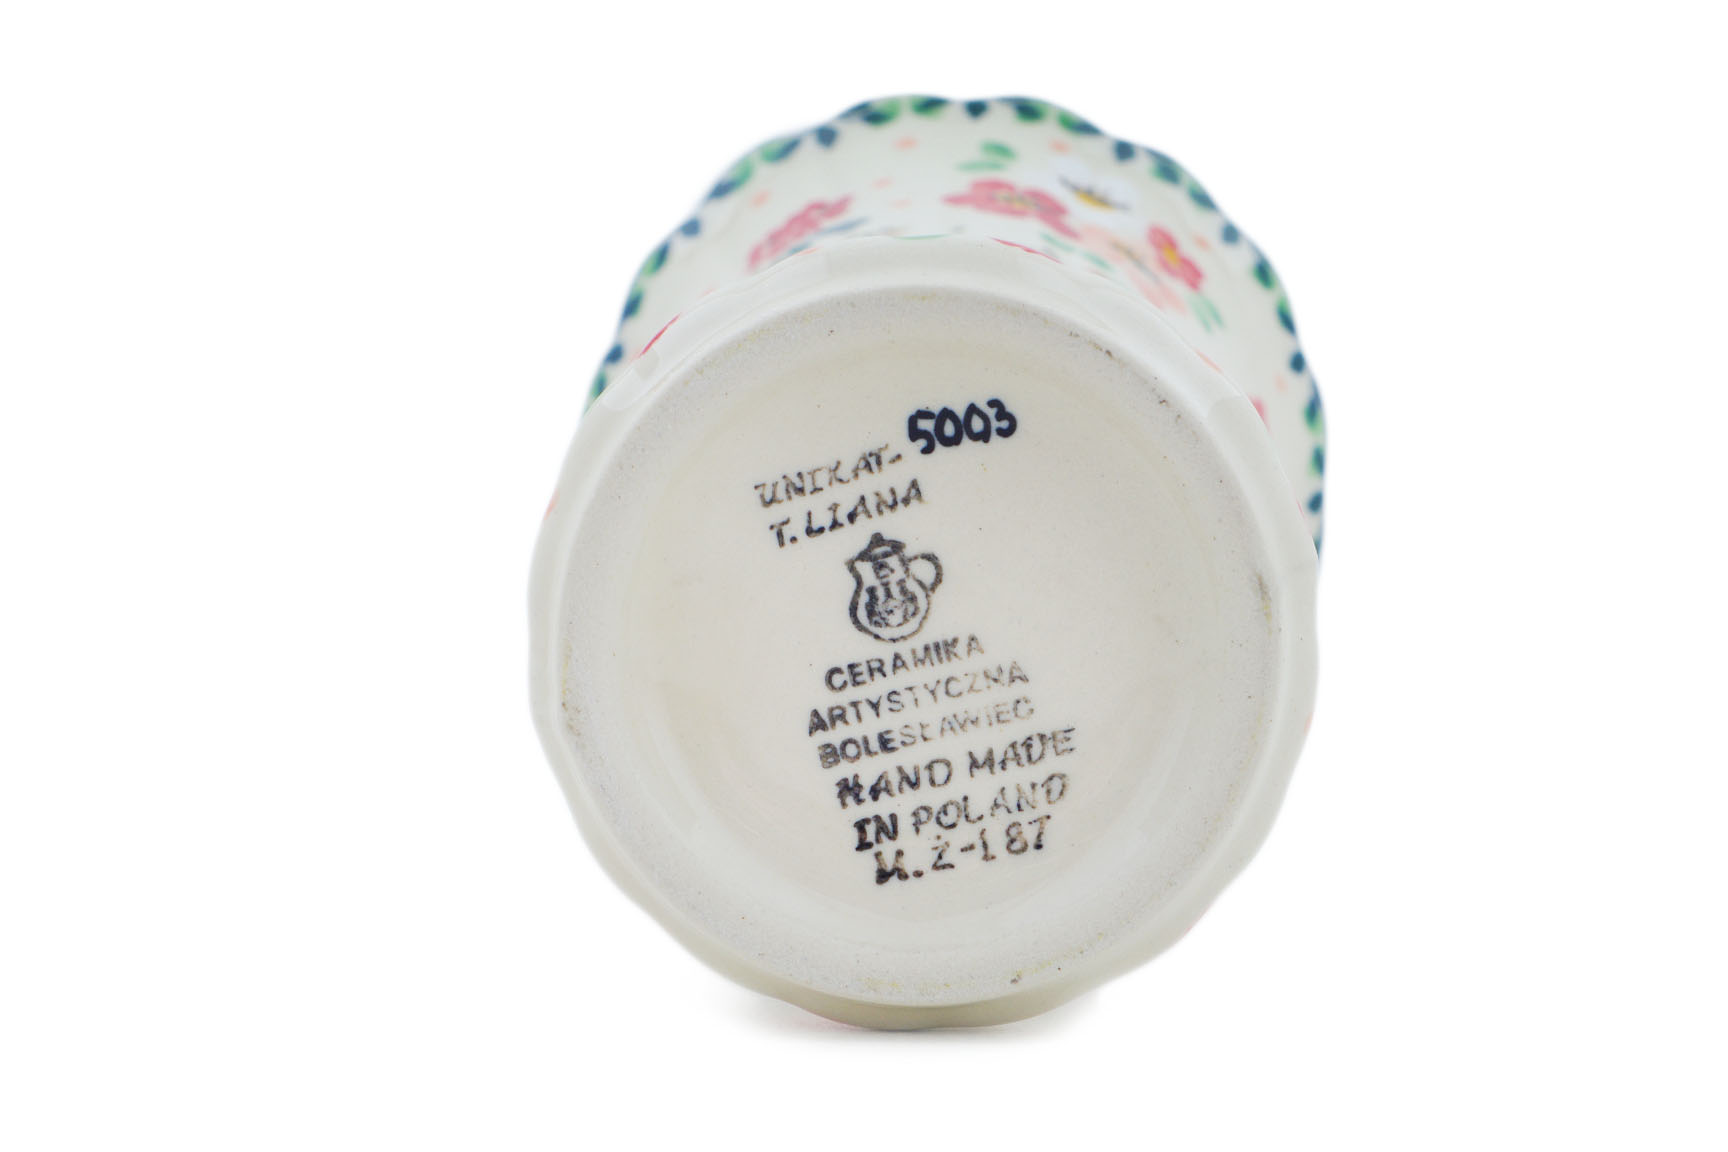 UNIKAT- 5003
T. LIANA
CERAMIKA
ARTYSTYCZNA
BOLESŁAWIEC
HAND MADE
IN POLAND
M. Ż-187